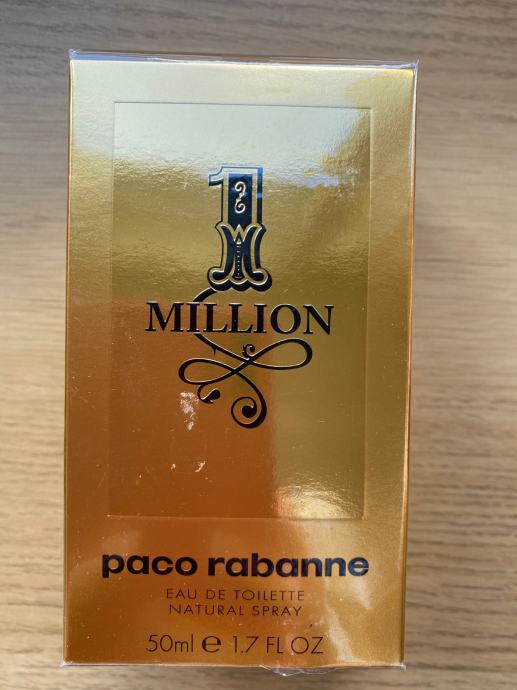 1
MILLION
paco rabanne
EAU DE TOILETTE
NATURAL SPRAY
50ml ℮ 1.7 FL OZ